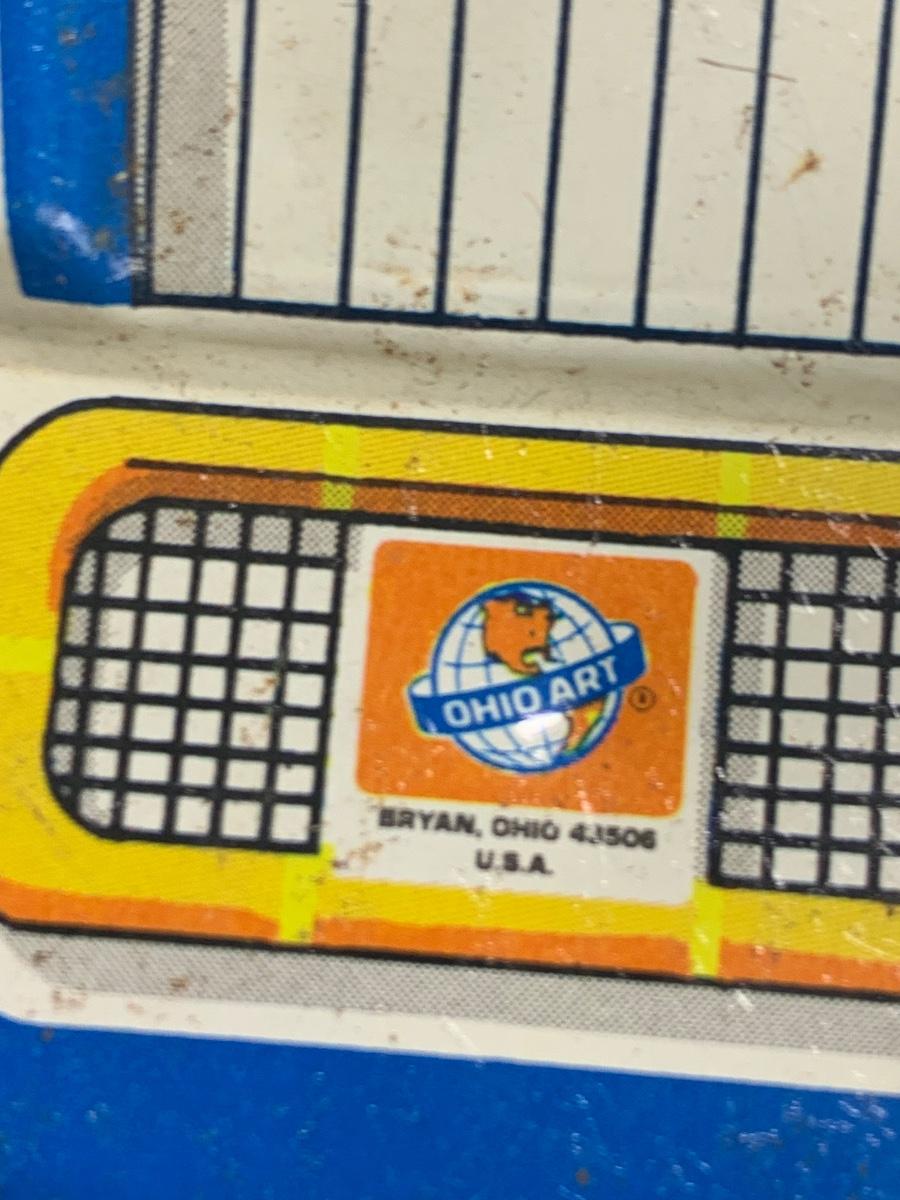 OHIO ART
®
BRYAN, OHIO 43506
U.S.A.